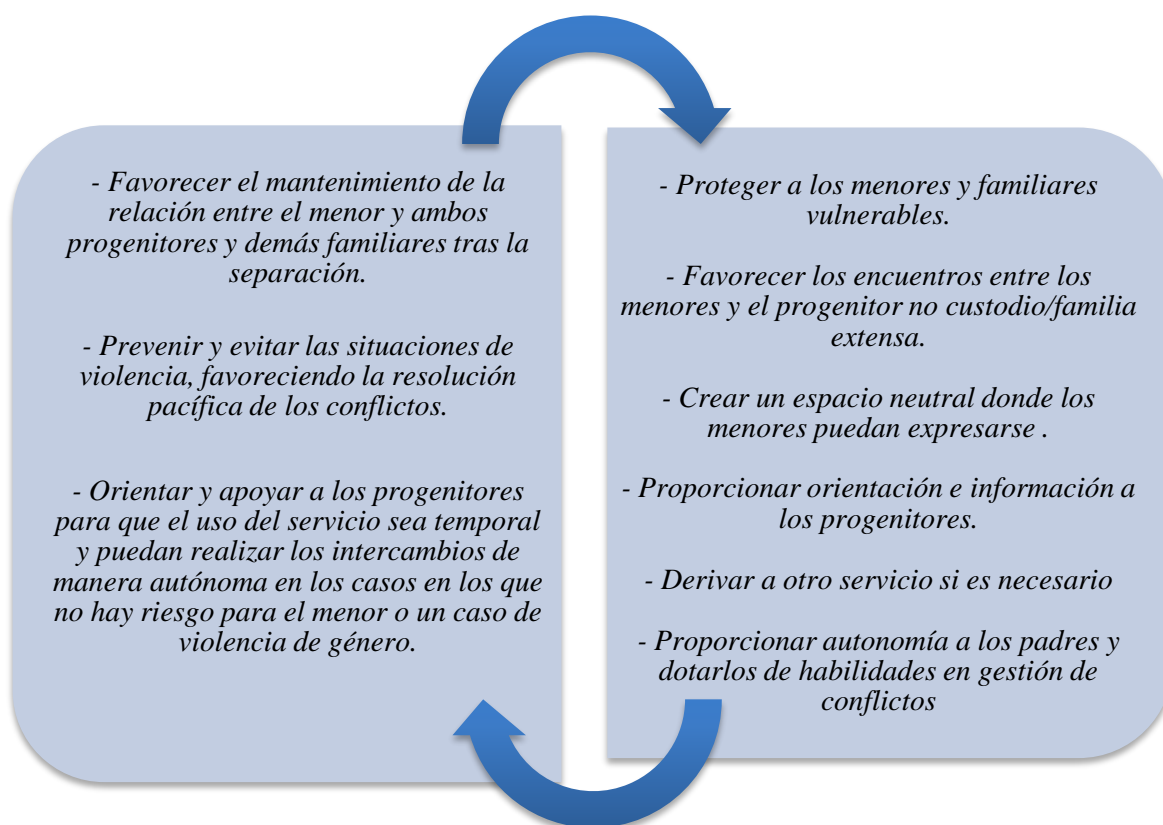 - Favorecer el mantenimiento de la
relación entre el menor y ambos
progenitores y demás familiares tras la
separación.
- Prevenir y evitar las situaciones de
violencia, favoreciendo la resolución
pacífica de los conflictos.
- Orientar y apoyar a los progenitores
para que el uso del servicio sea temporal
y puedan realizar los intercambios de
manera autónoma en los casos en los que
no hay riesgo para el menor o un caso de
violencia de género.
- Proteger a los menores y familiares
vulnerables.
- Favorecer los encuentros entre los
menores y el progenitor no custodio/familia
extensa.
- Crear un espacio neutral donde los
menores puedan expresarse .
- Proporcionar orientación e información a
los progenitores.
- Derivar a otro servicio si es necesario
- Proporcionar autonomía a los padres y
dotarlos de habilidades en gestión de
conflictos